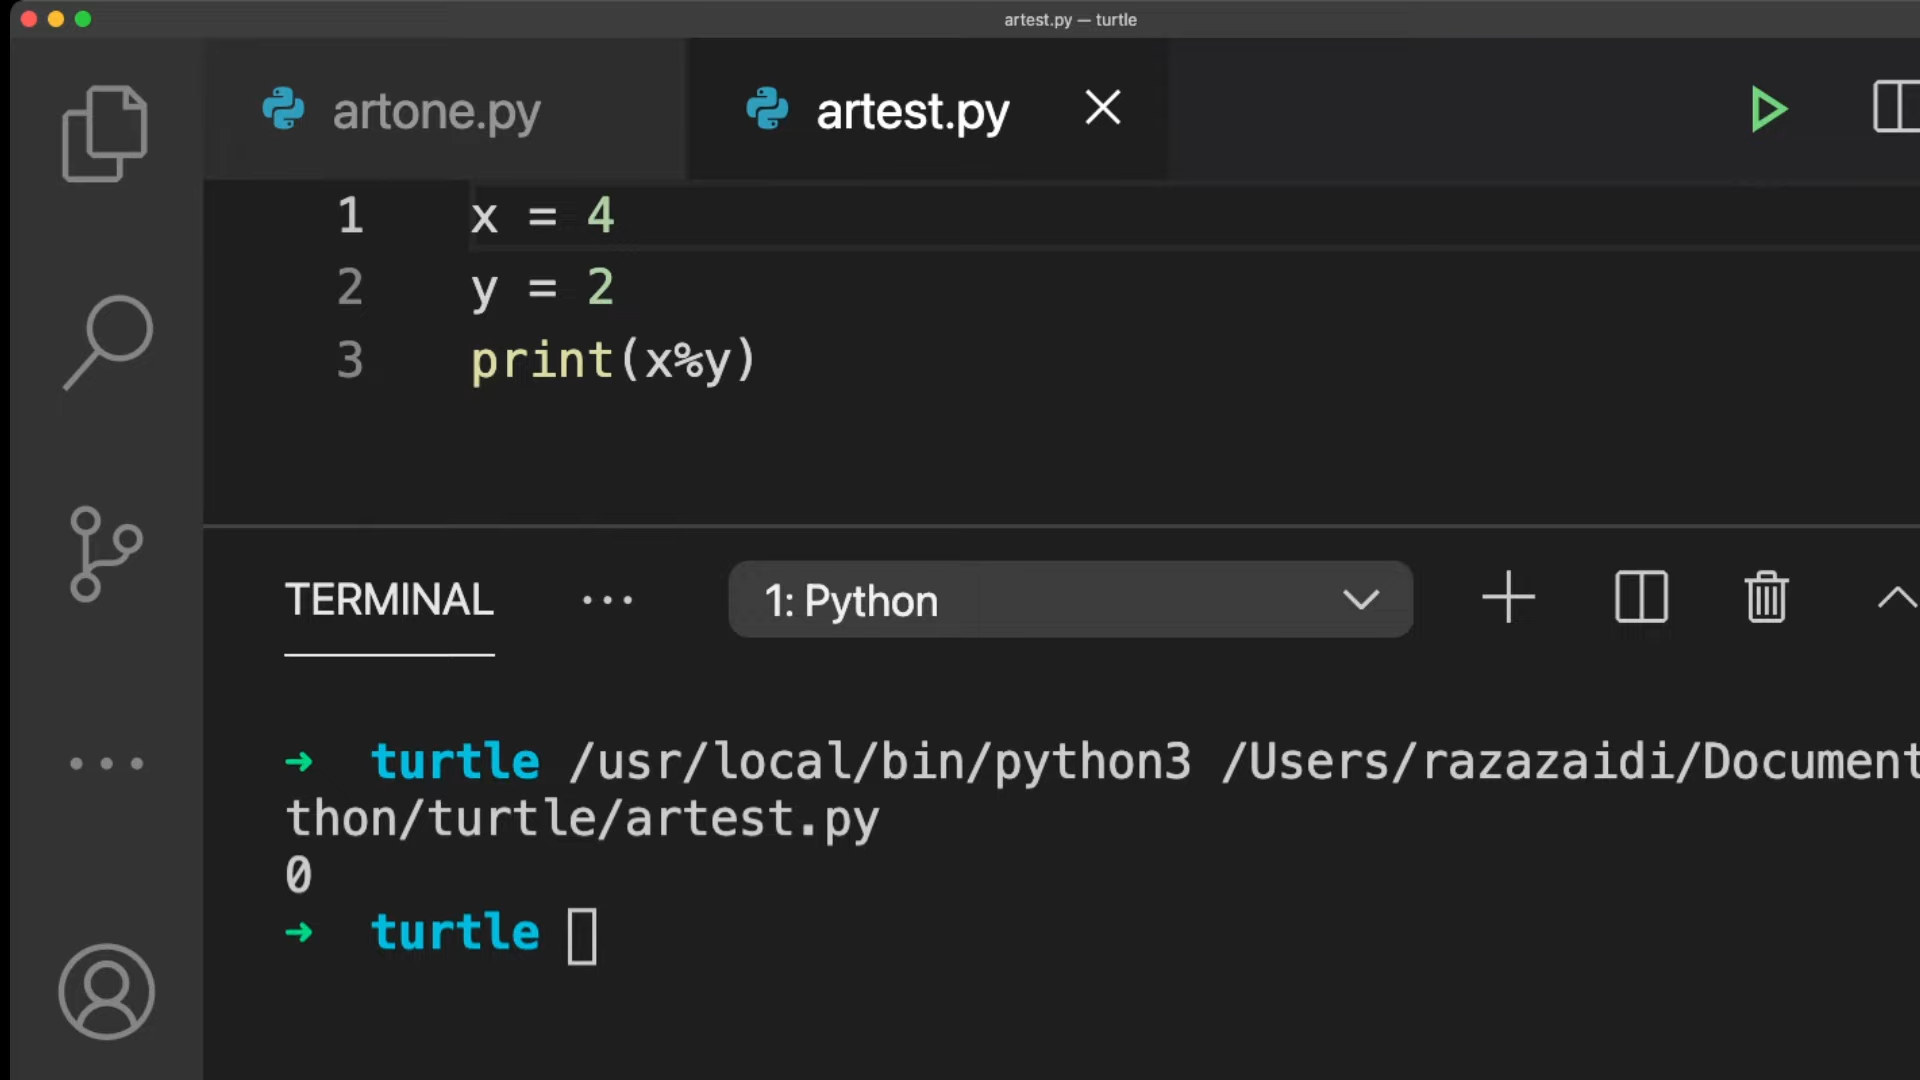 artest.py — turtle
artone.py
artest.py
1 x = 4
2 y = 2
3 print(x%y)
TERMINAL ··· 1: Python
➜ turtle /usr/local/bin/python3 /Users/razazaidi/Document
thon/turtle/artest.py
0
➜ turtle